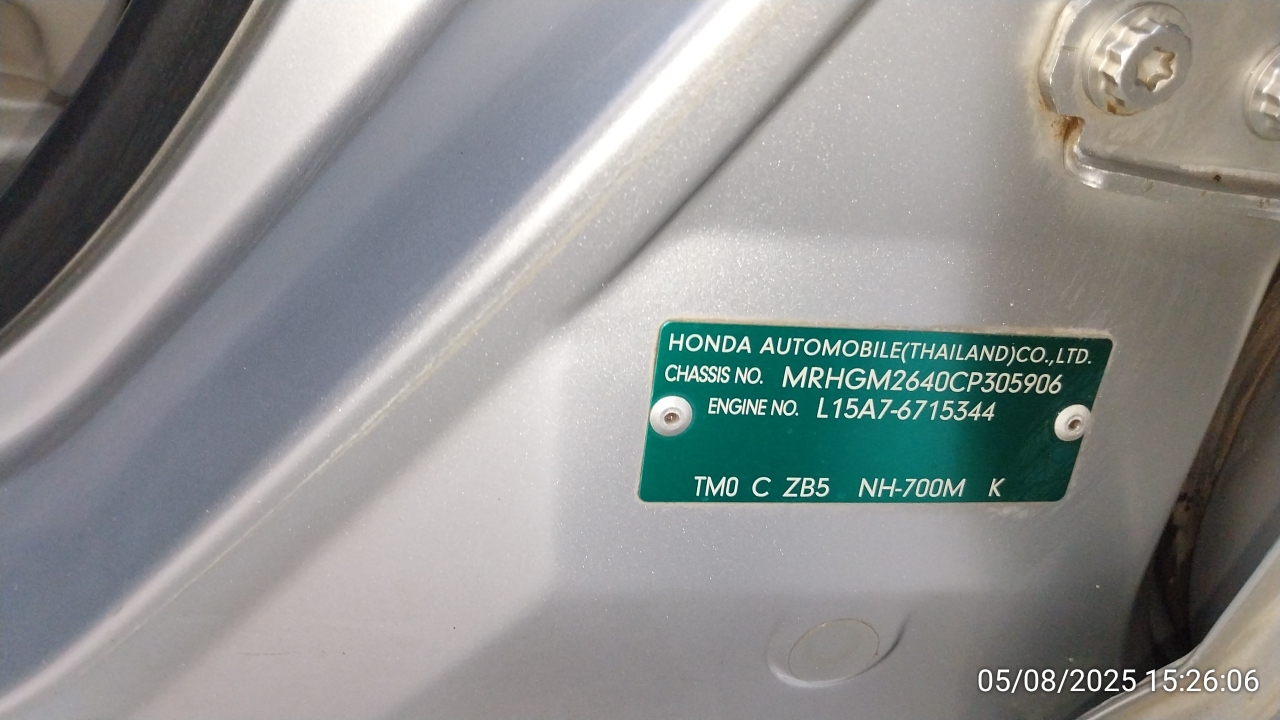 HONDA AUTOMOBILE(THAILAND)CO.,LTD.
CHASSIS NO. MRHGM2640CP305906
ENGINE NO. L15A7-6715344
TM0 C ZB5 NH-700M K
05/08/2025 15:26:06